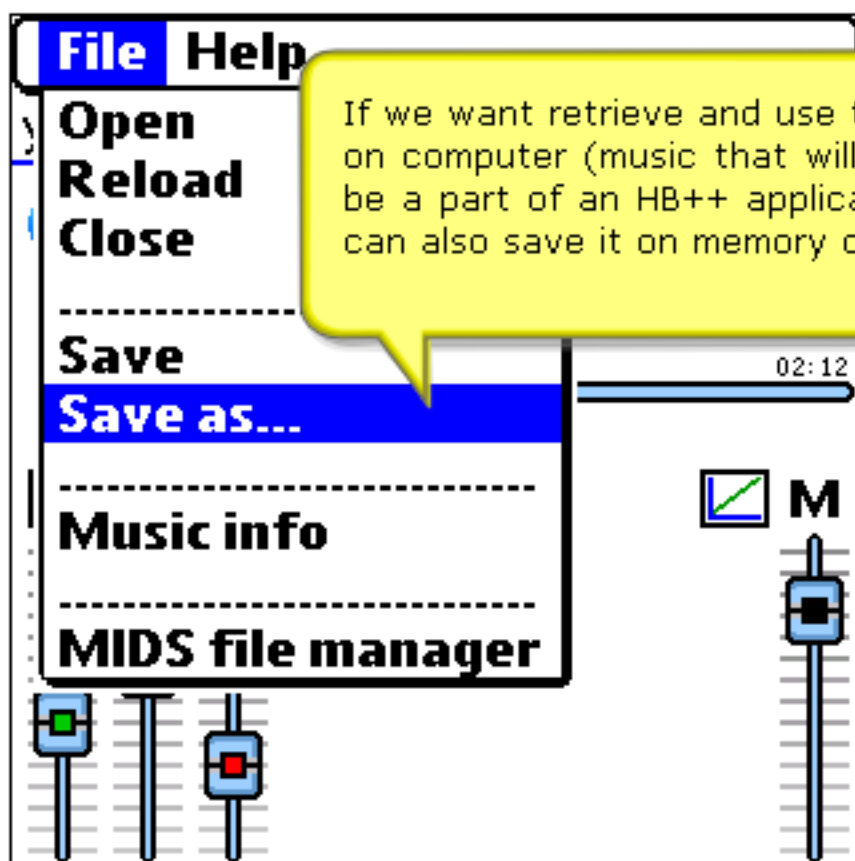 File Help
If we want retrieve and use
on computer (music that will
be a part of an HB++
can also save it on memory
Open
Reload
Close
Save
Save as...
Music info
MIDS file manager
02:12
M